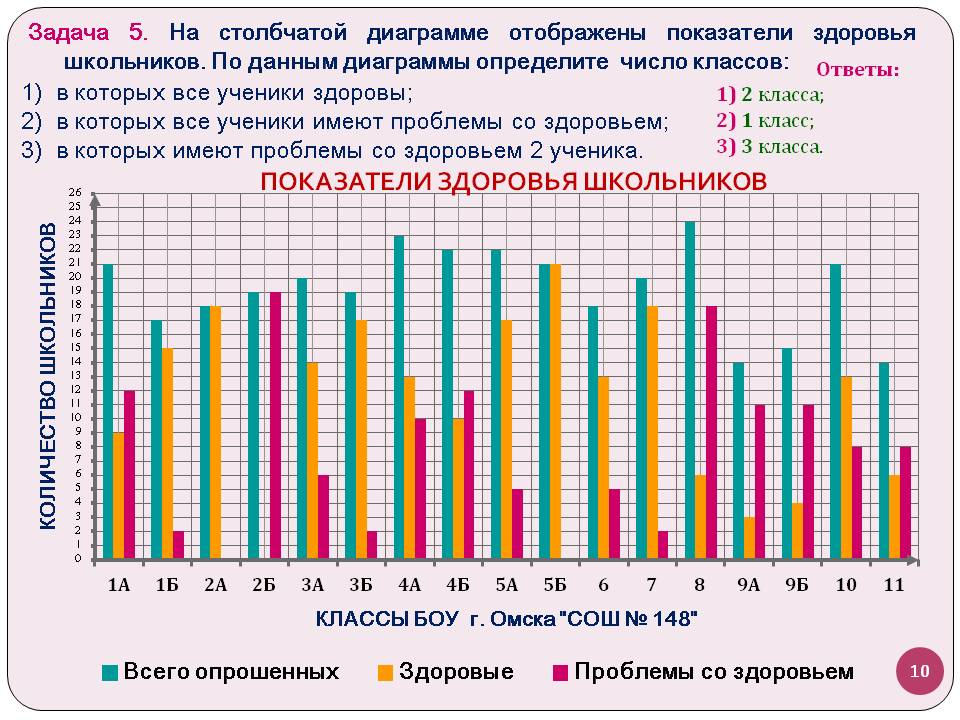 Задача 5. На столбчатой диаграмме отображены показатели здоровья
школьников. По данным диаграммы определите число классов:
Ответы:
1) в которых все ученики здоровы;
1) 2 класса;
2) в которых все ученики имеют проблемы со здоровьем;
2) 1 класс;
3) в которых имеют проблемы со здоровьем 2 ученика.
3) 3 класса.
ПОКАЗАТЕЛИ ЗДОРОВЬЯ ШКОЛЬНИКОВ
КОЛИЧЕСТВО ШКОЛЬНИКОВ
26
25
24
23
22
21
20
19
18
17
16
15
14
13
12
11
10
9
8
7
6
5
4
3
2
1
0
1А 1Б 2А 2Б 3А 3Б 4А 4Б 5А 5Б 6 7 8 9А 9Б 10 11
КЛАССЫ БОУ г. Омска "СОШ № 148"
Всего опрошенных Здоровые Проблемы со здоровьем
10